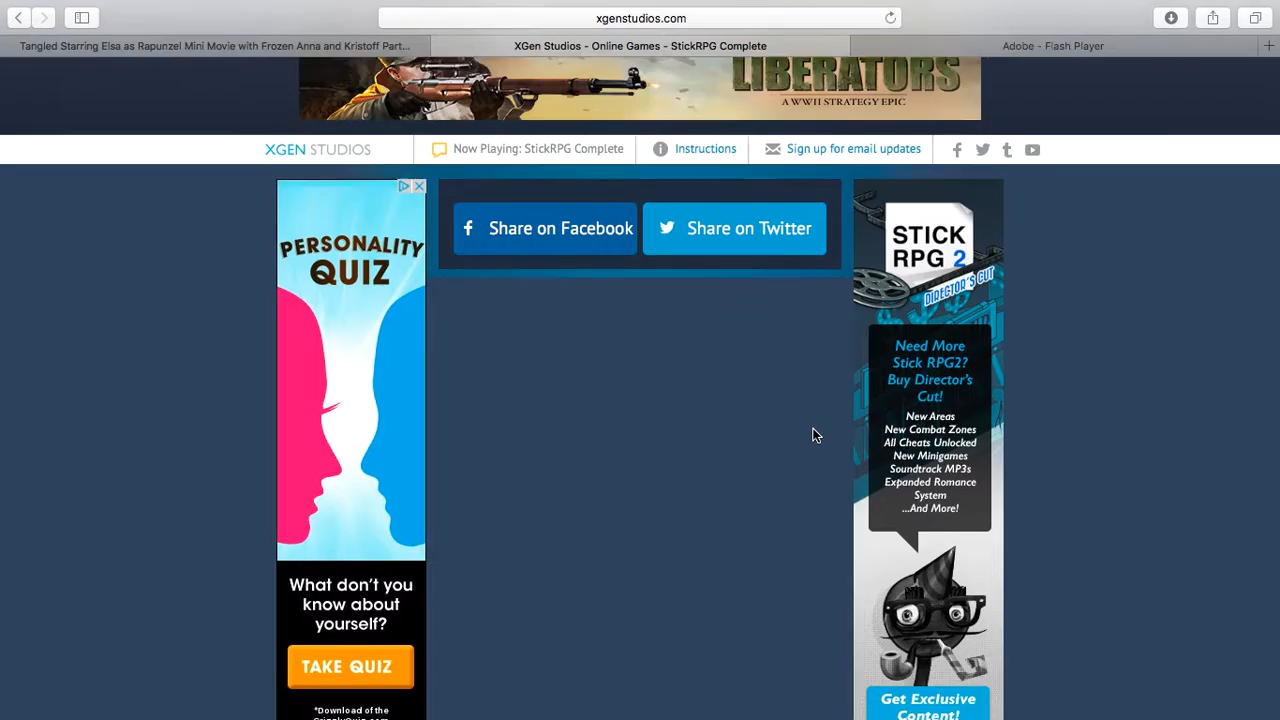 xgenstudios.com
Tangled Starring Elsa as Rapunzel Mini Movie with Frozen Anna and Kristoff Part...
XGen Studios - Online Games - StickRPG Complete
Adobe - Flash Player
LIBERATORS
A WWII STRATEGY EPIC
XGEN STUDIOS
Now Playing: StickRPG Complete
Instructions
Sign up for email updates
PERSONALITY
QUIZ
What don't you
know about
yourself?
TAKE QUIZ
*Download of the
Share on Facebook
Share on Twitter
STICK
RPG 2
DIRECTOR'S CUT
Need More
Stick RPG2?
Buy Director's
Cut!
New Areas
New Combat Zones
All Cheats Unlocked
New Minigames
Soundtrack MP3s
Expanded Romance
System
...And More!
Get Exclusive
Content!